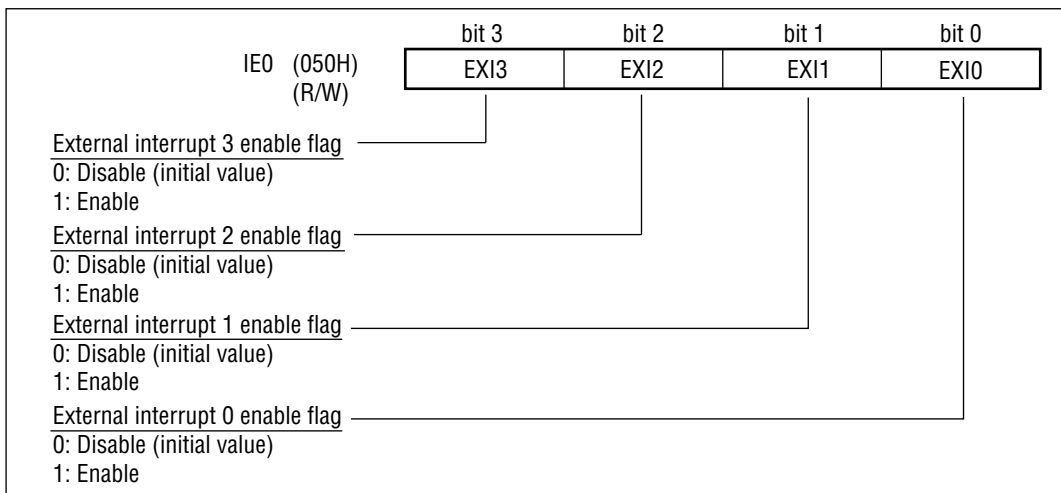 bit 3 bit 2 bit 1 bit 0
IE0 (050H) EXI3 EXI2 EXI1 EXI0
(R/W)
External interrupt 3 enable flag
0: Disable (initial value)
1: Enable
External interrupt 2 enable flag
0: Disable (initial value)
1: Enable
External interrupt 1 enable flag
0: Disable (initial value)
1: Enable
External interrupt 0 enable flag
0: Disable (initial value)
1: Enable